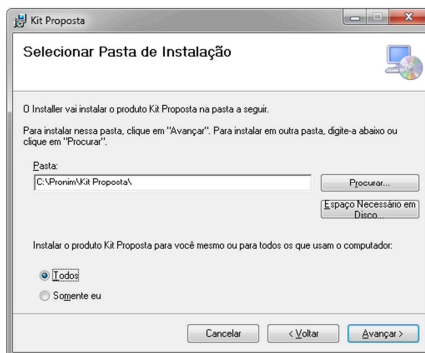 Kit Proposta
Selecionar Pasta de Instalação
O Installer vai instalar o produto Kit Proposta na pasta a seguir.
Para instalar nessa pasta, clique em "Avançar". Para instalar em outra pasta, digite-a abaixo ou
clique em "Procurar".
Pasta:
C:\Pronim\Kit Proposta\
Procurar...
Espaço Necessário em
Disco...
Instalar o produto Kit Proposta para você mesmo ou para todos os que usam o computador:
Todos
Somente eu
Cancelar
< Voltar
Avançar >